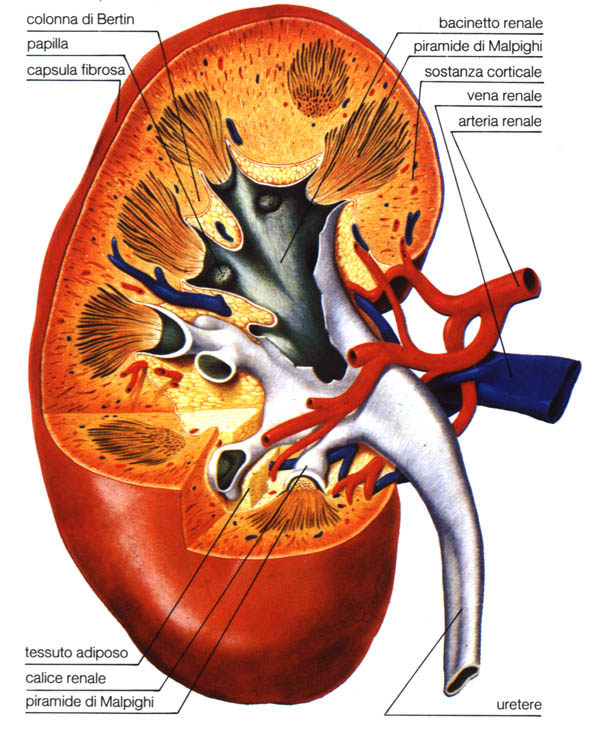 colonna di Bertin
papilla
capsula fibrosa
bacinetto renale
piramide di Malpighi
sostanza corticale
vena renale
arteria renale
tessuto adiposo
calice renale
piramide di Malpighi
uretere